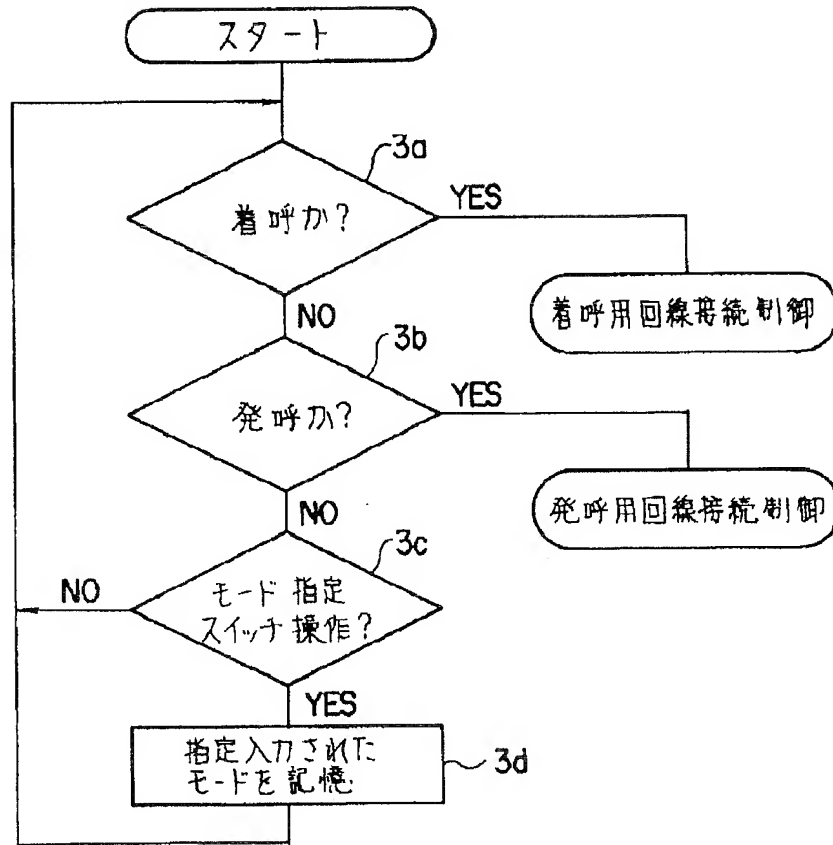 スタート
3a
着呼か?
YES
着呼用回線接続制御
NO
3b
発呼か?
YES
発呼用回線接続制御
NO
3c
モード指定
スイッチ操作?
NO
YES
指定入力された
モードを記憶
3d